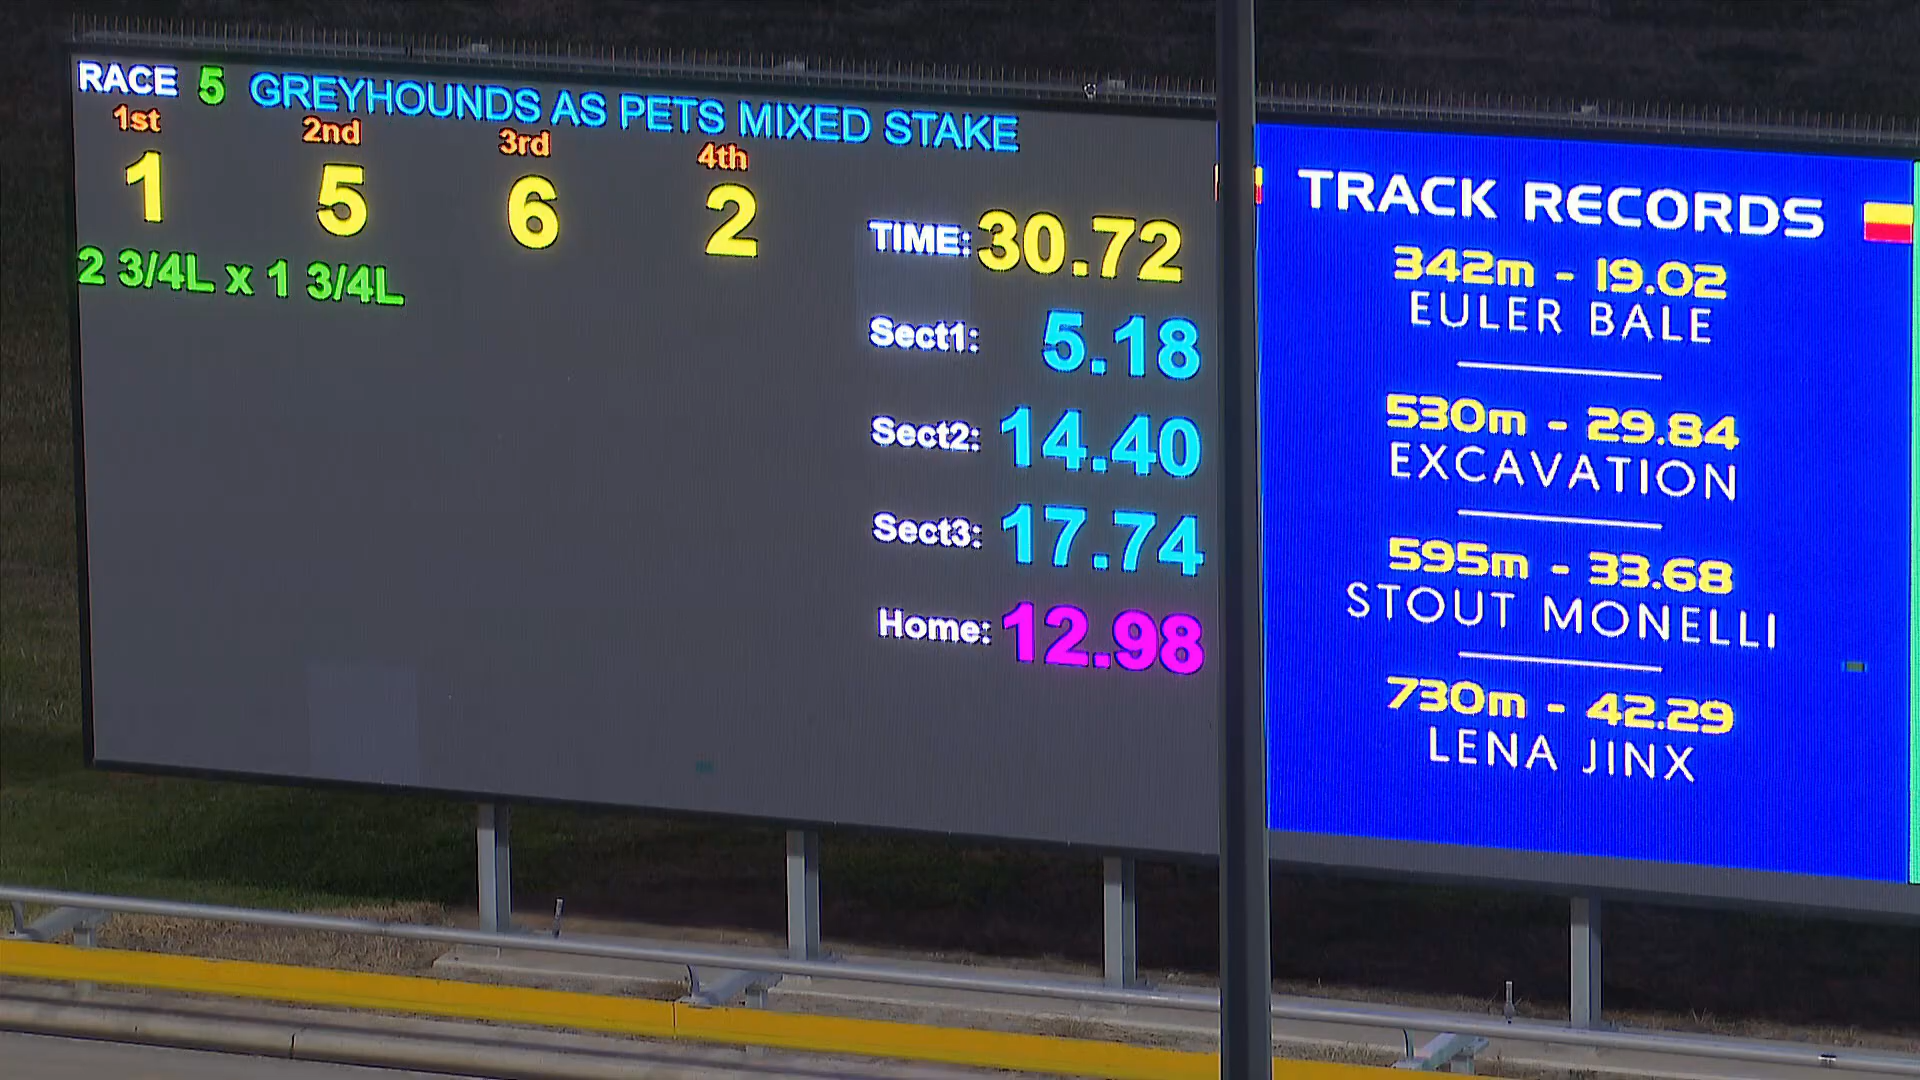 RACE 5 GREYHOUNDS AS PETS MIXED STAKE
1st 2nd 3rd 4th
1 5 6 2
2 3/4L x 1 3/4L
TIME: 30.72
Sect1: 5.18
Sect2: 14.40
Sect3: 17.74
Home: 12.98
TRACK RECORDS
342m - 19.02
EULER BALE
530m - 29.84
EXCAVATION
595m - 33.68
STOUT MONELLI
730m - 42.29
LENA JINX